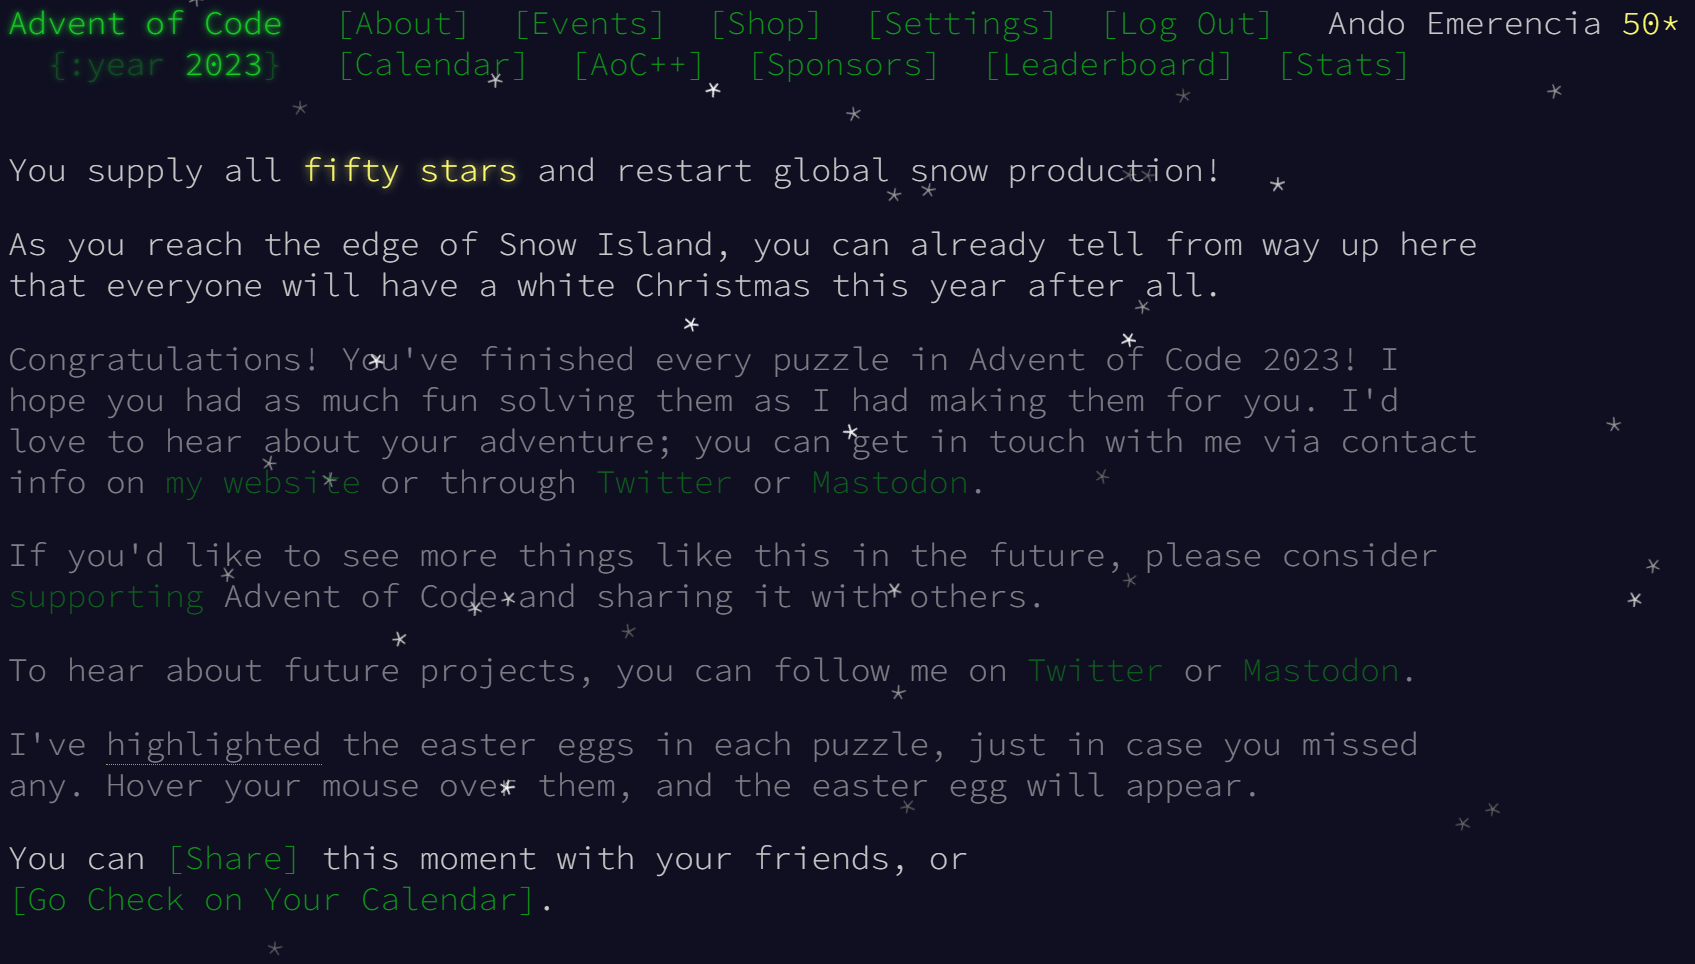 Advent of Code [About] [Events] [Shop] [Settings] [Log Out] Ando Emerencia 50*
{:year 2023} [Calendar] [AoC++] [Sponsors] [Leaderboard] [Stats]
You supply all fifty stars and restart global snow production!
As you reach the edge of Snow Island, you can already tell from way up here
that everyone will have a white Christmas this year after all.
Congratulations! You've finished every puzzle in Advent of Code 2023! I
hope you had as much fun solving them as I had making them for you. I'd
love to hear about your adventure; you can get in touch with me via contact
info on my website or through Twitter or Mastodon.
If you'd like to see more things like this in the future, please consider
supporting Advent of Code and sharing it with others.
To hear about future projects, you can follow me on Twitter or Mastodon.
I've highlighted the easter eggs in each puzzle, just in case you missed
any. Hover your mouse over them, and the easter egg will appear.
You can [Share] this moment with your friends, or
[Go Check on Your Calendar].